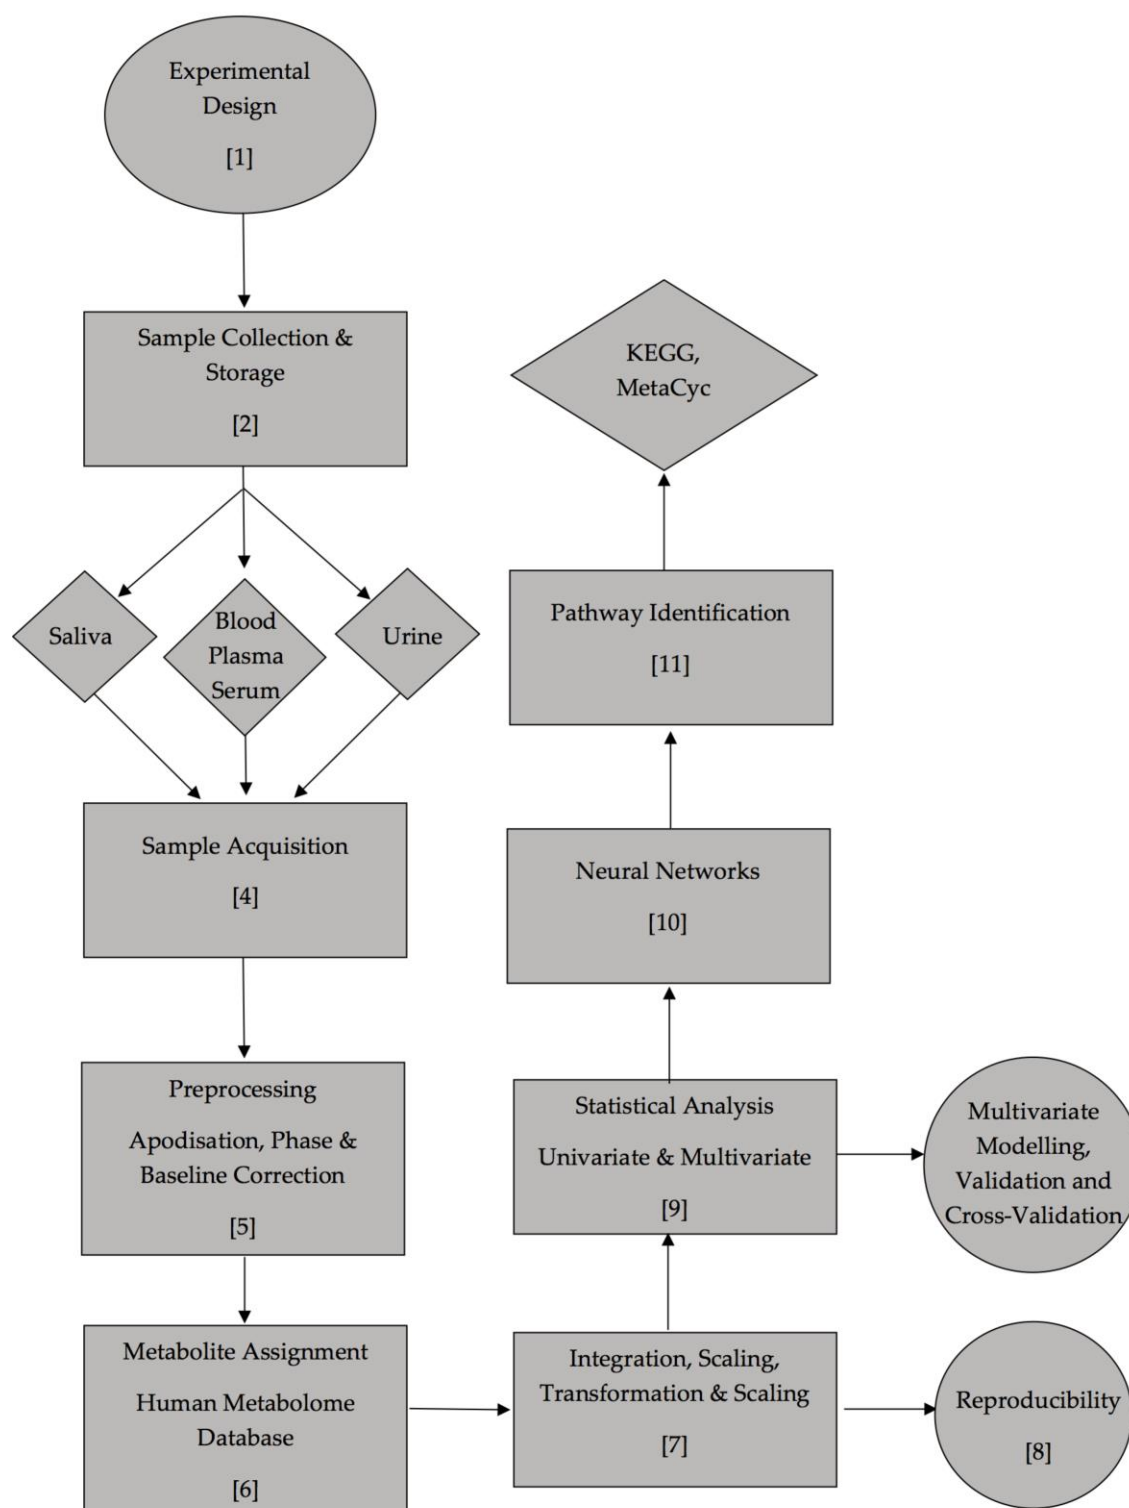 Experimental
Design
[1]
Sample Collection &
Storage
[2]
Saliva
Blood
Plasma
Serum
Urine
Sample Acquisition
[4]
Preprocessing
Apodisation, Phase &
Baseline Correction
[5]
Metabolite Assignment
Human Metabolome
Database
[6]
Integration, Scaling,
Transformation & Scaling
[7]
Reproducibility
[8]
Statistical Analysis
Univariate & Multivariate
[9]
Multivariate
Modelling,
Validation and
Cross-Validation
Neural Networks
[10]
Pathway Identification
[11]
KEGG,
MetaCyc